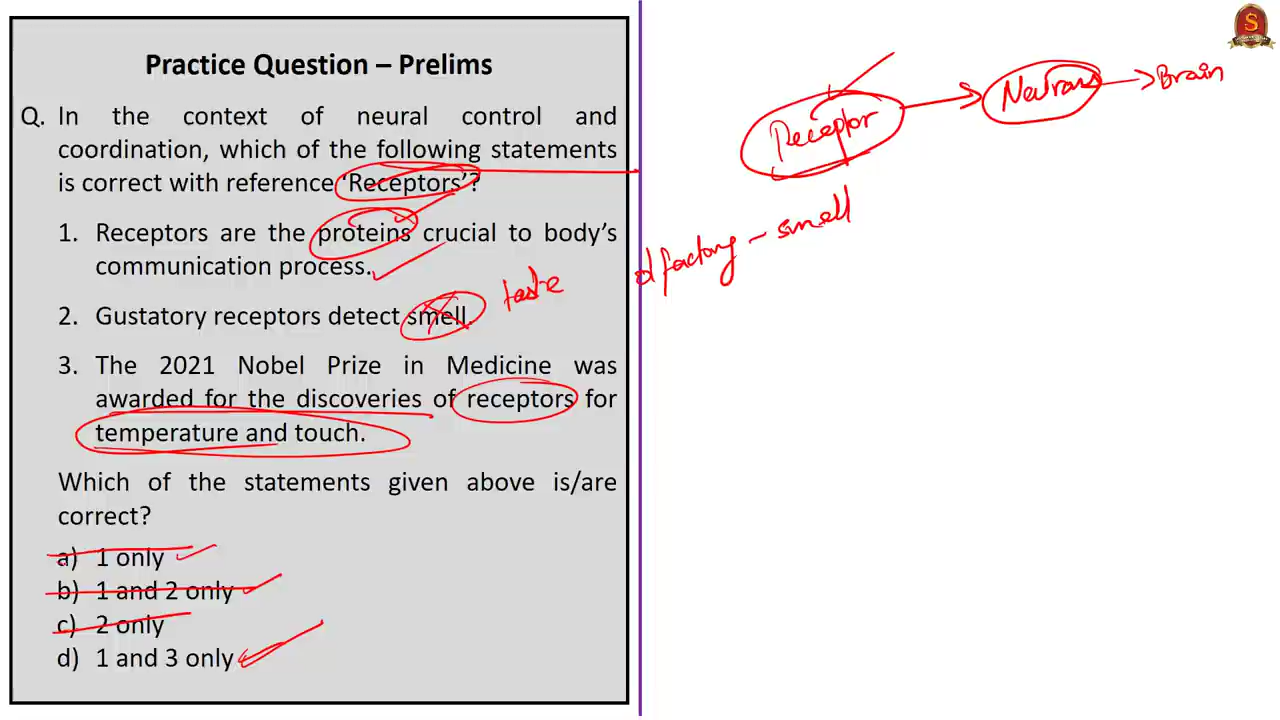 Practice Question – Prelims
Q. In the context of neural control and
coordination, which of the following statements
is correct with reference ‘Receptors’?
1. Receptors are the proteins crucial to body’s
communication process.
2. Gustatory receptors detect smell.
taste
3. The 2021 Nobel Prize in Medicine was
awarded for the discoveries of receptors for
temperature and touch.
Which of the statements given above is/are
correct?
a) 1 only
b) 1 and 2 only
c) 2 only
d) 1 and 3 only
S
Receptor → Neurons → Brain
olfactory – smell